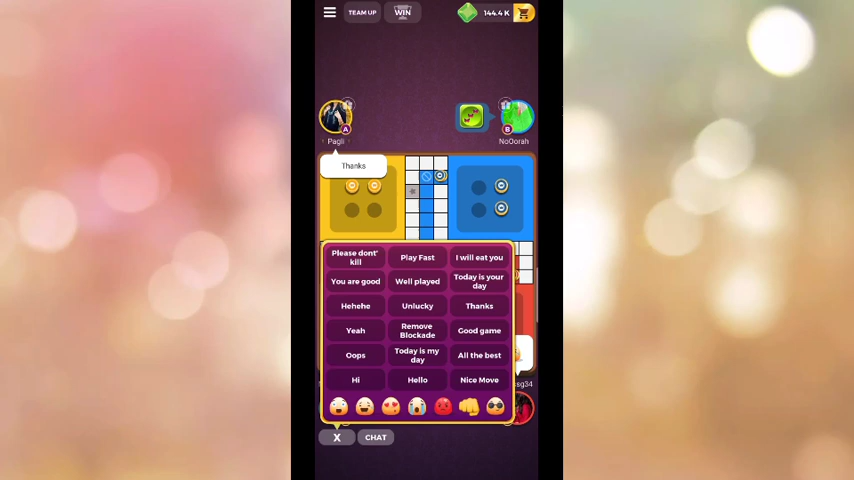 TEAM UP
WIN
144.4 K
A
Pagli
B
NoOorah
Thanks
Please dont'
kill
Play Fast
I will eat you
You are good
Well played
Today is your
day
Hehehe
Unlucky
Thanks
Yeah
Remove
Blockade
Good game
Oops
Today is my
day
All the best
Hi
Hello
Nice Move
sg34
X
CHAT